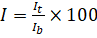 I = I_t / I_b × 100